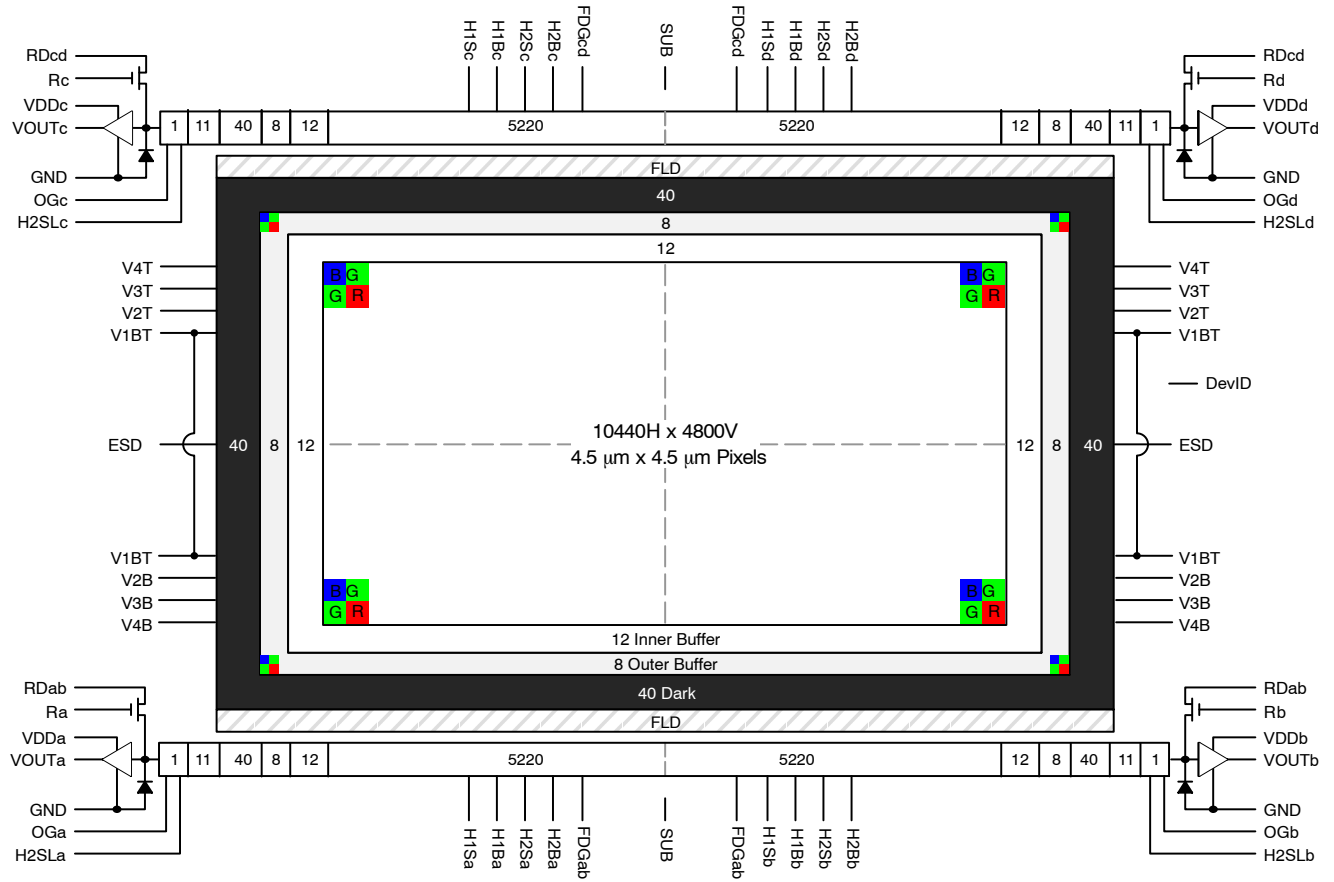 H1Sc H1Bc H2Sc H2Bc FDGcd SUB FDGcd H1Sd H1Bd H2Sd H2Bd
RDcd RDcd
Rc Rd
VDDc VDDd
VOUTc 1 11 40 8 12 5220 5220 12 8 40 11 1 VOUTd
FLD
GND GND
40
OGc OGd
H2SLc 8 H2SLd
12
V4T B G B G V4T
V3T G R G R V3T
V2T V2T
V1BT V1BT
DevID
10440H x 4800V
ESD 40 8 12 12 8 40 ESD
4.5 μm x 4.5 μm Pixels
V1BT V1BT
V2B B G B G V2B
V3B G R G R V3B
V4B V4B
12 Inner Buffer
8 Outer Buffer
RDab 40 Dark RDab
Ra Rb
FLD
VDDa VDDb
VOUTa 1 11 40 8 12 5220 5220 12 8 40 11 1 VOUTb
GND GND
OGa OGb
H2SLa H2SLb
H1Sa H1Ba H2Sa H2Ba FDGab SUB FDGab H1Sb H1Bb H2Sb H2Bb